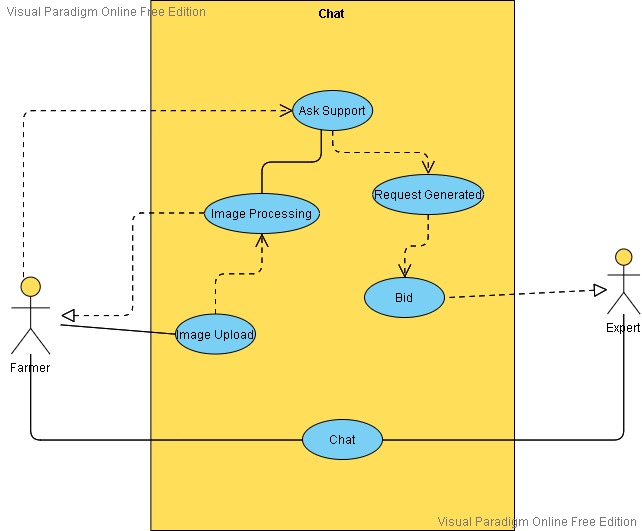 Visual Paradigm Online Free Edition
Chat
Ask Support
Request Generated
Image Processing
Bid
Expert
Image Upload
Farmer
Chat
Visual Paradigm Online Free Edition